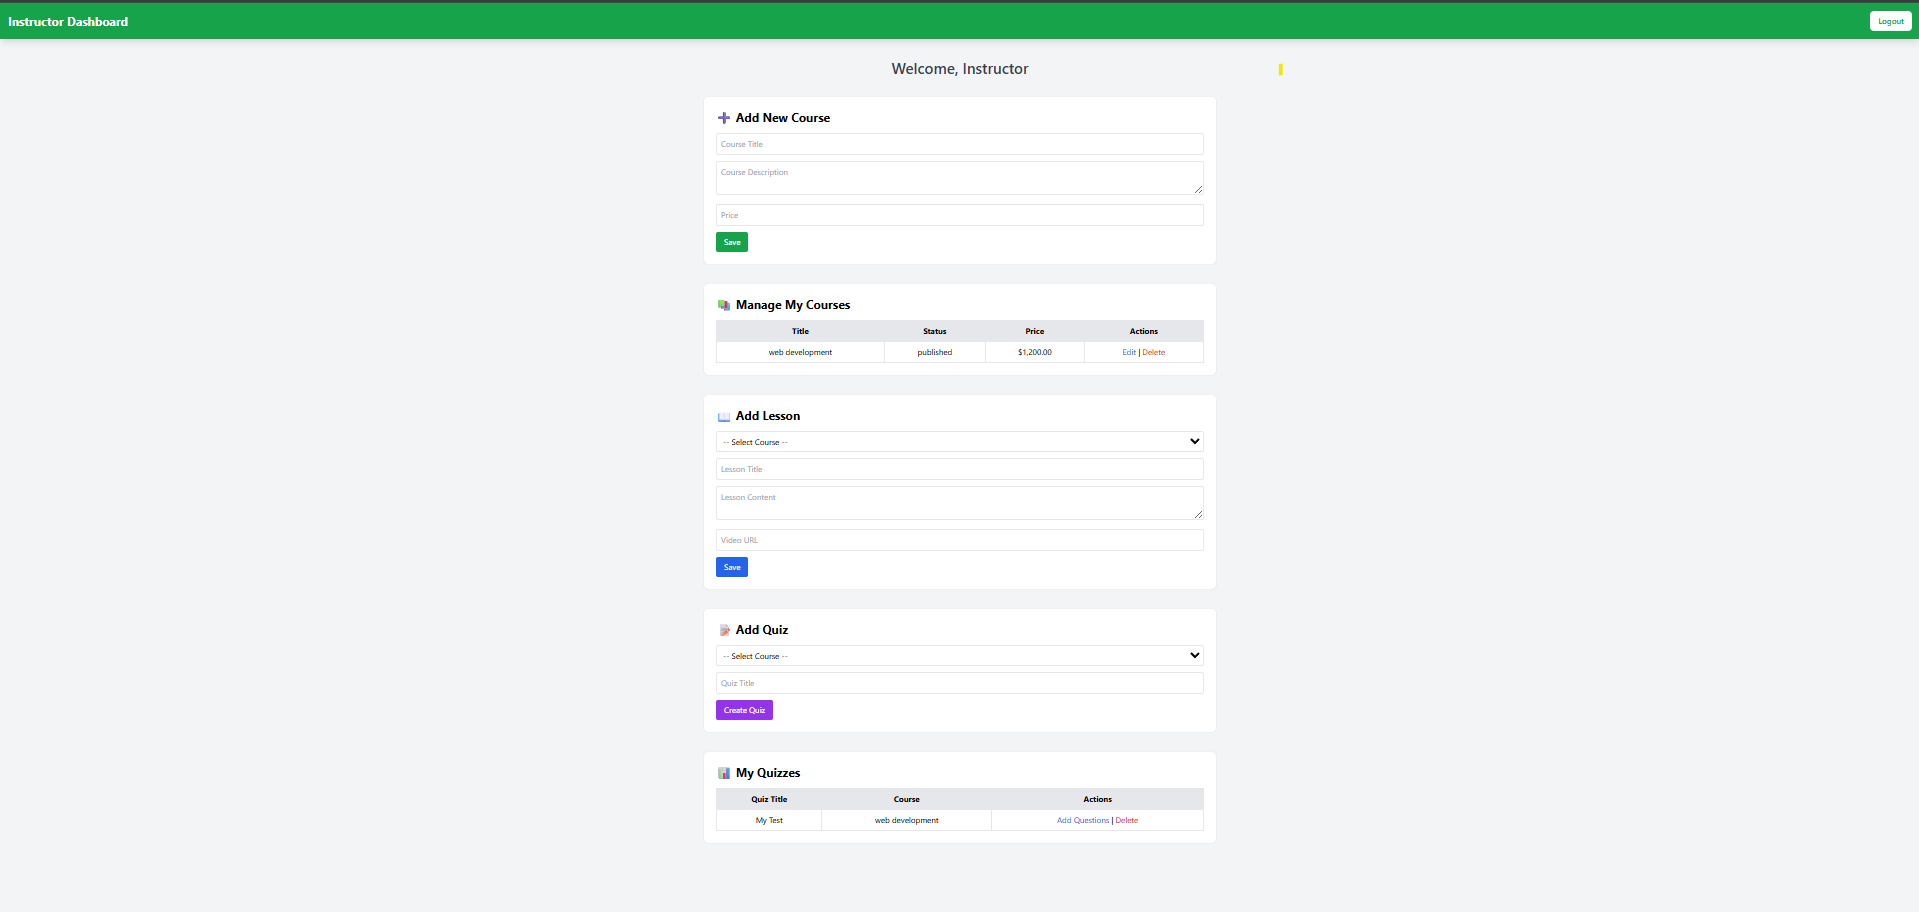 Instructor Dashboard
Logout
Welcome, Instructor
Add New Course
Course Title
Course Description
Price
Save
Manage My Courses
Title Status Price Actions
web development published $1,200.00 Edit | Delete
Add Lesson
-- Select Course --
Lesson Title
Lesson Content
Video URL
Save
Add Quiz
-- Select Course --
Quiz Title
Create Quiz
My Quizzes
Quiz Title Course Actions
My Test web development Add Questions | Delete